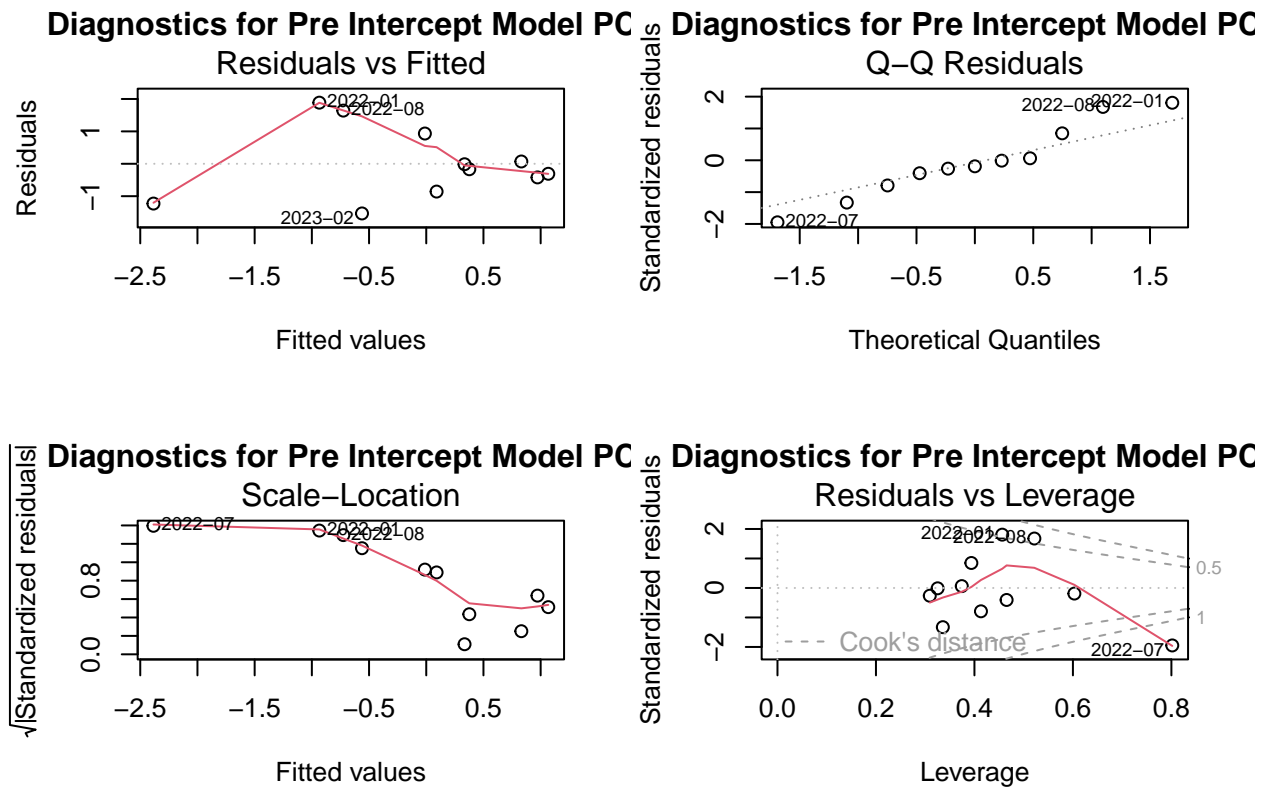 Diagnostics for Pre Intercept Model PC
Residuals vs Fitted
Residuals
1
−1
2022−01
2022−08
2023−02
−2.5 −1.5 −0.5 0.5
Fitted values
Diagnostics for Pre Intercept Model PC
Q−Q Residuals
Standardized residuals
2
0
−2
2022−08
2022−01
2022−07
−1.5 −0.5 0.5 1.5
Theoretical Quantiles
Diagnostics for Pre Intercept Model PC
Scale−Location
√|Standardized residuals|
0.8
0.0
2022−07
2022−01
2022−08
−2.5 −1.5 −0.5 0.5
Fitted values
Diagnostics for Pre Intercept Model PC
Residuals vs Leverage
Standardized residuals
2
0
−2
2022−01
2022−08
0.5
1
Cook's distance
2022−07
0.0 0.2 0.4 0.6 0.8
Leverage